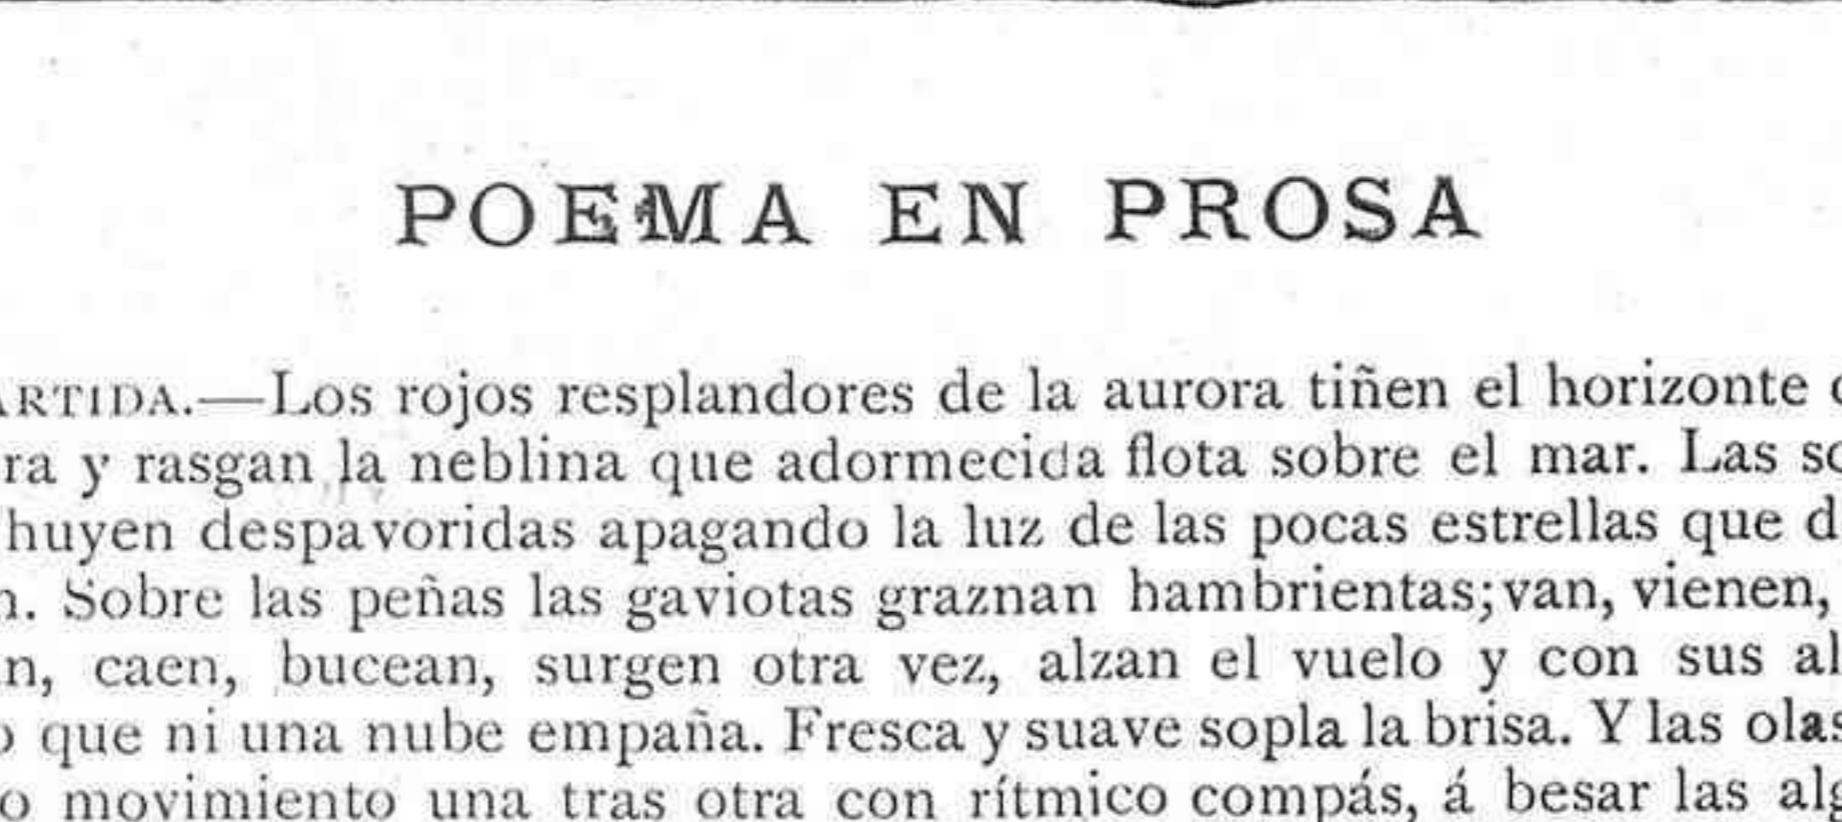 POEMA EN PROSA
ARTIDA.—Los rojos resplandores de la aurora tiñen el horizonte
ra y rasgan la neblina que adormecida flota sobre el mar. Las
huyen despavoridas apagando la luz de las pocas estrellas que
Sobre las peñas las gaviotas graznan hambrientas; van, vienen,
caen, bucean, surgen otra vez, alzan el vuelo y con sus
que ni una nube empaña. Fresca y suave sopla la brisa. Y las olas
movimiento una tras otra con rítmico compás, á besar las